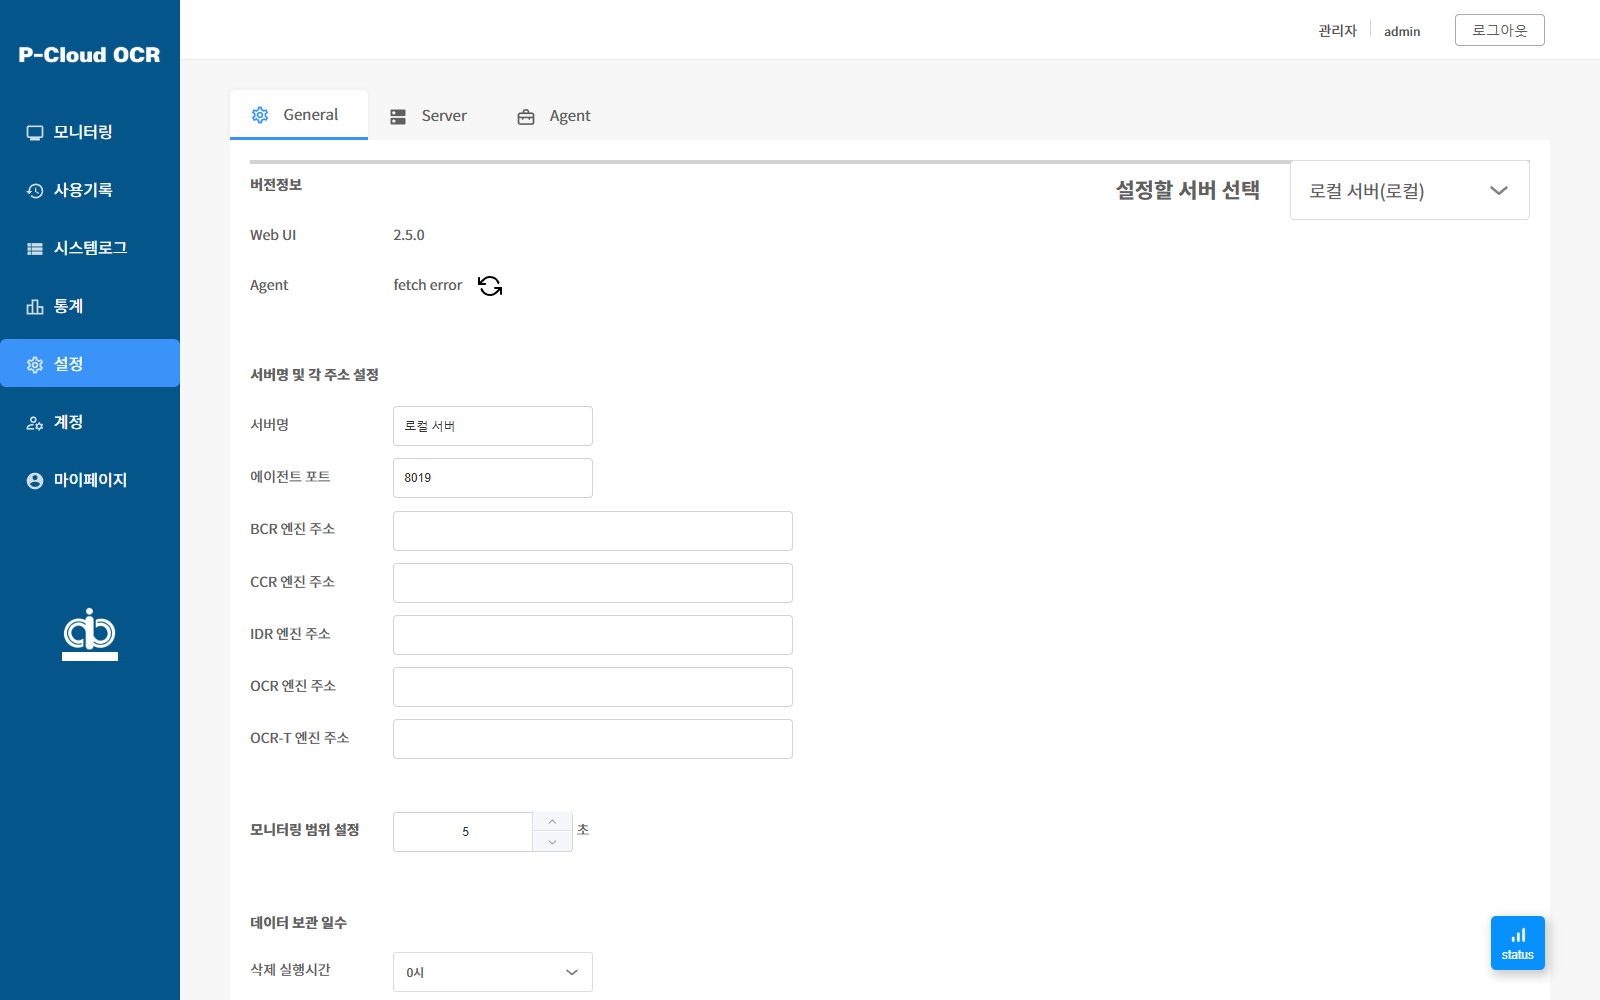 P-Cloud OCR
관리자 admin 로그아웃
모니터링
사용기록
시스템로그
통계
설정
계정
마이페이지
General Server Agent
버전정보
설정할 서버 선택 로컬 서버(로컬)
Web UI 2.5.0
Agent fetch error
서버명 및 각 주소 설정
서버명 로컬 서버
에이전트 포트 8019
BCR 엔진 주소
CCR 엔진 주소
IDR 엔진 주소
OCR 엔진 주소
OCR-T 엔진 주소
모니터링 범위 설정 5 초
데이터 보관 일수
삭제 실행시간 0시
status